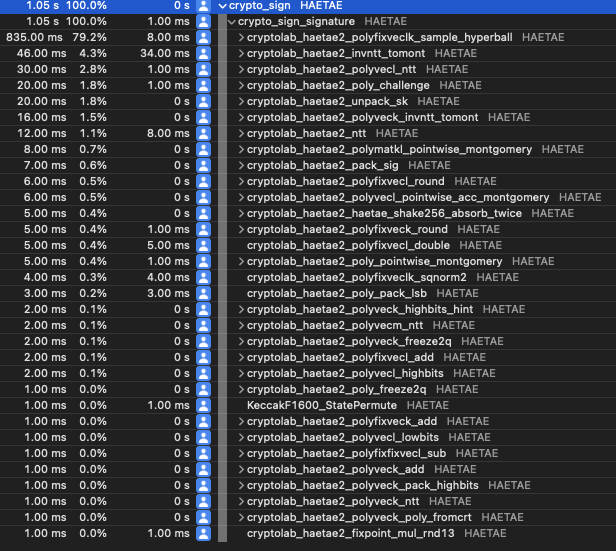 1.05 s 100.0% 0 s crypto_sign HAETAE
1.05 s 100.0% 1.00 ms crypto_sign_signature HAETAE
835.00 ms 79.2% 8.00 ms cryptolab_haetae2_polyfixveclk_sample_hyperball HAETAE
46.00 ms 4.3% 34.00 ms cryptolab_haetae2_invntt_tomont HAETAE
30.00 ms 2.8% 1.00 ms cryptolab_haetae2_polyvecl_ntt HAETAE
20.00 ms 1.8% 1.00 ms cryptolab_haetae2_poly_challenge HAETAE
20.00 ms 1.8% 0 s cryptolab_haetae2_unpack_sk HAETAE
16.00 ms 1.5% 0 s cryptolab_haetae2_polyveck_invntt_tomont HAETAE
12.00 ms 1.1% 8.00 ms cryptolab_haetae2_ntt HAETAE
8.00 ms 0.7% 0 s cryptolab_haetae2_polymatkl_pointwise_montgomery HAETAE
7.00 ms 0.6% 0 s cryptolab_haetae2_pack_sig HAETAE
6.00 ms 0.5% 0 s cryptolab_haetae2_polyfixvecl_round HAETAE
6.00 ms 0.5% 0 s cryptolab_haetae2_polyvecl_pointwise_acc_montgomery HAETAE
5.00 ms 0.4% 0 s cryptolab_haetae2_haetae_shake256_absorb_twice HAETAE
5.00 ms 0.4% 1.00 ms cryptolab_haetae2_polyfixveck_round HAETAE
5.00 ms 0.4% 5.00 ms cryptolab_haetae2_polyfixvecl_double HAETAE
5.00 ms 0.4% 1.00 ms cryptolab_haetae2_poly_pointwise_montgomery HAETAE
4.00 ms 0.3% 4.00 ms cryptolab_haetae2_polyfixveclk_sqnorm2 HAETAE
3.00 ms 0.2% 3.00 ms cryptolab_haetae2_poly_pack_lsb HAETAE
2.00 ms 0.1% 0 s cryptolab_haetae2_polyveck_highbits_hint HAETAE
2.00 ms 0.1% 0 s cryptolab_haetae2_polyvecm_ntt HAETAE
2.00 ms 0.1% 0 s cryptolab_haetae2_polyveck_freeze2q HAETAE
2.00 ms 0.1% 0 s cryptolab_haetae2_polyfixvecl_add HAETAE
2.00 ms 0.1% 0 s cryptolab_haetae2_polyvecl_highbits HAETAE
1.00 ms 0.0% 0 s cryptolab_haetae2_poly_freeze2q HAETAE
1.00 ms 0.0% 1.00 ms KeccakF1600_StatePermute HAETAE
1.00 ms 0.0% 0 s cryptolab_haetae2_polyfixveck_add HAETAE
1.00 ms 0.0% 0 s cryptolab_haetae2_polyvecl_lowbits HAETAE
1.00 ms 0.0% 0 s cryptolab_haetae2_polyfixfixvecl_sub HAETAE
1.00 ms 0.0% 0 s cryptolab_haetae2_polyveck_add HAETAE
1.00 ms 0.0% 0 s cryptolab_haetae2_polyveck_pack_highbits HAETAE
1.00 ms 0.0% 0 s cryptolab_haetae2_polyveck_ntt HAETAE
1.00 ms 0.0% 0 s cryptolab_haetae2_polyveck_poly_fromcrt HAETAE
1.00 ms 0.0% 1.00 ms cryptolab_haetae2_fixpoint_mul_rnd13 HAETAE